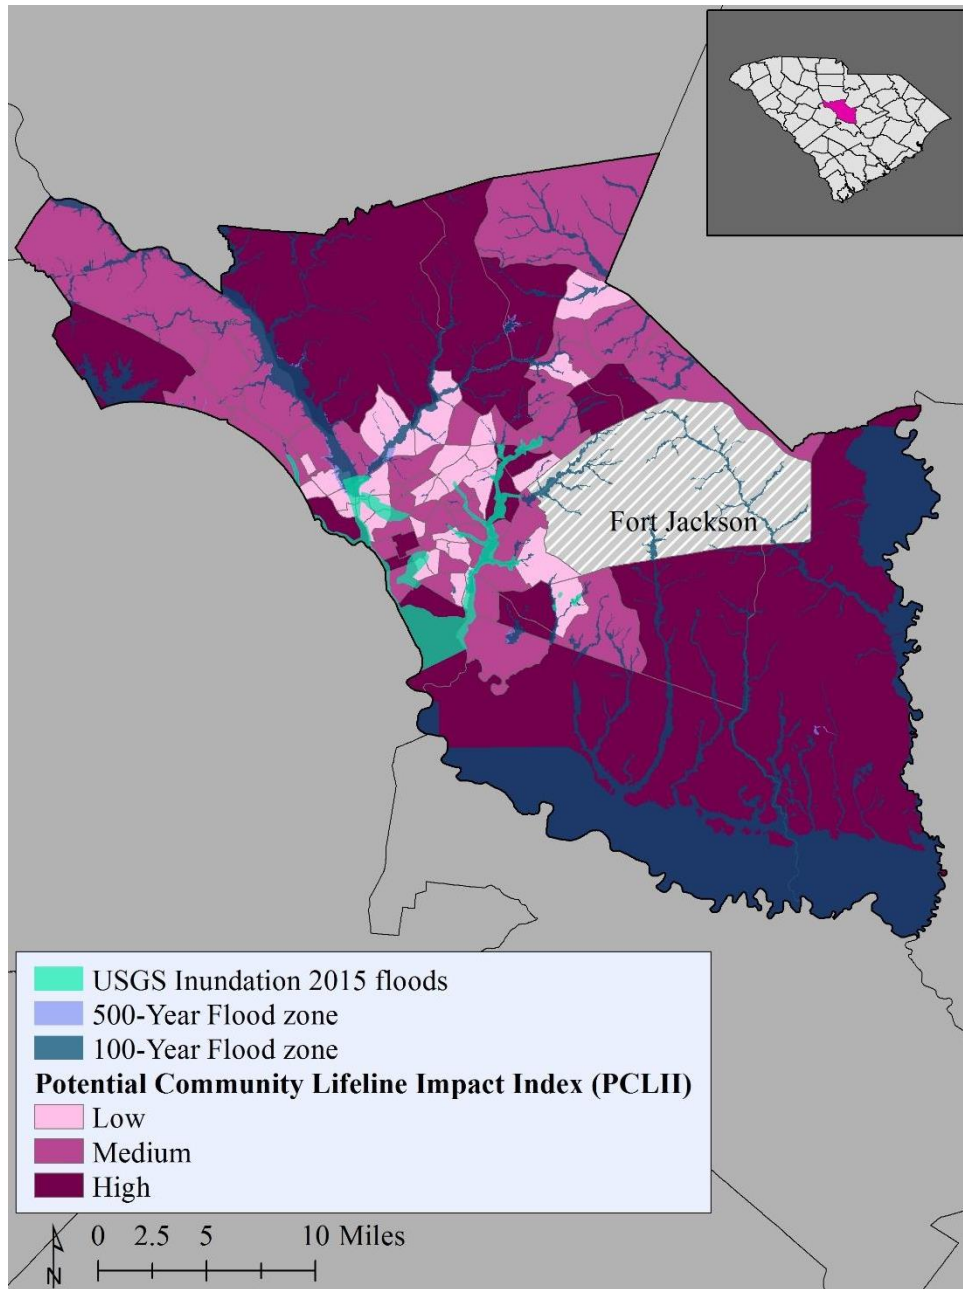 Fort Jackson
USGS Inundation 2015 floods
500-Year Flood zone
100-Year Flood zone
Potential Community Lifeline Impact Index (PCLII)
Low
Medium
High
N
0 2.5 5 10 Miles